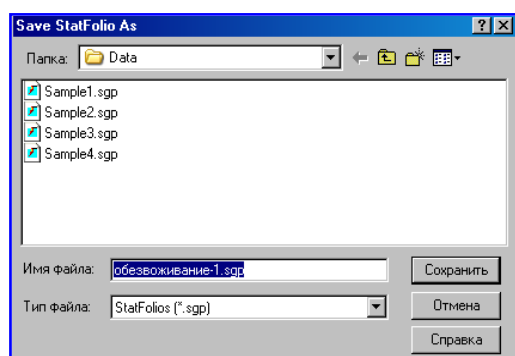 Save StatFolio As
Папка: Data
Sample1.sgp
Sample2.sgp
Sample3.sgp
Sample4.sgp
Имя файла: обезвоживание-1.sgp Сохранить
Тип файла: StatFolios (*.sgp) Отмена
Справка